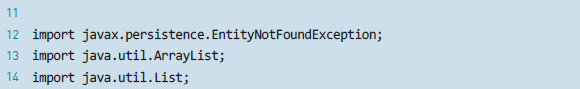 11
12 import javax.persistence.EntityNotFoundException;
13 import java.util.ArrayList;
14 import java.util.List;